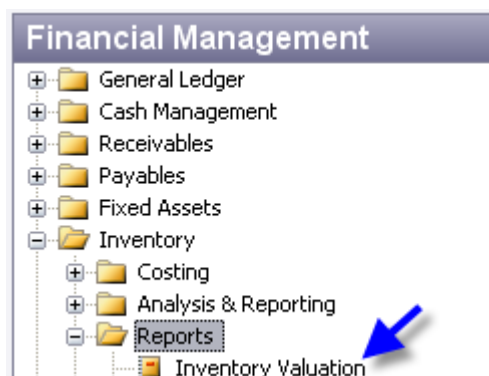 Financial Management
General Ledger
Cash Management
Receivables
Payables
Fixed Assets
Inventory
Costing
Analysis & Reporting
Reports
Inventory Valuation